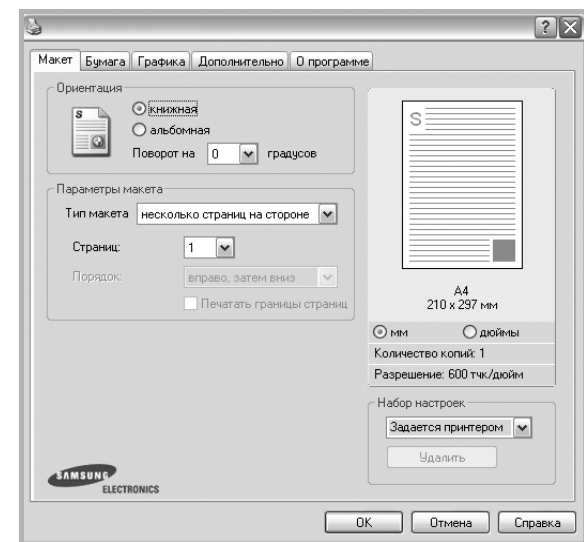 Макет Бумага Графика Дополнительно О программе
Ориентация
книжная
альбомная
Поворот на 0 градусов
Параметры макета
Тип макета несколько страниц на стороне
Страниц: 1
Порядок: вправо, затем вниз
Печатать границы страниц
S
S
A4
210 x 297 мм
мм дюймы
Количество копий: 1
Разрешение: 600 тчк/дюйм
Набор настроек
Задается принтером
Удалить
SAMSUNG
ELECTRONICS
OK Отмена Справка